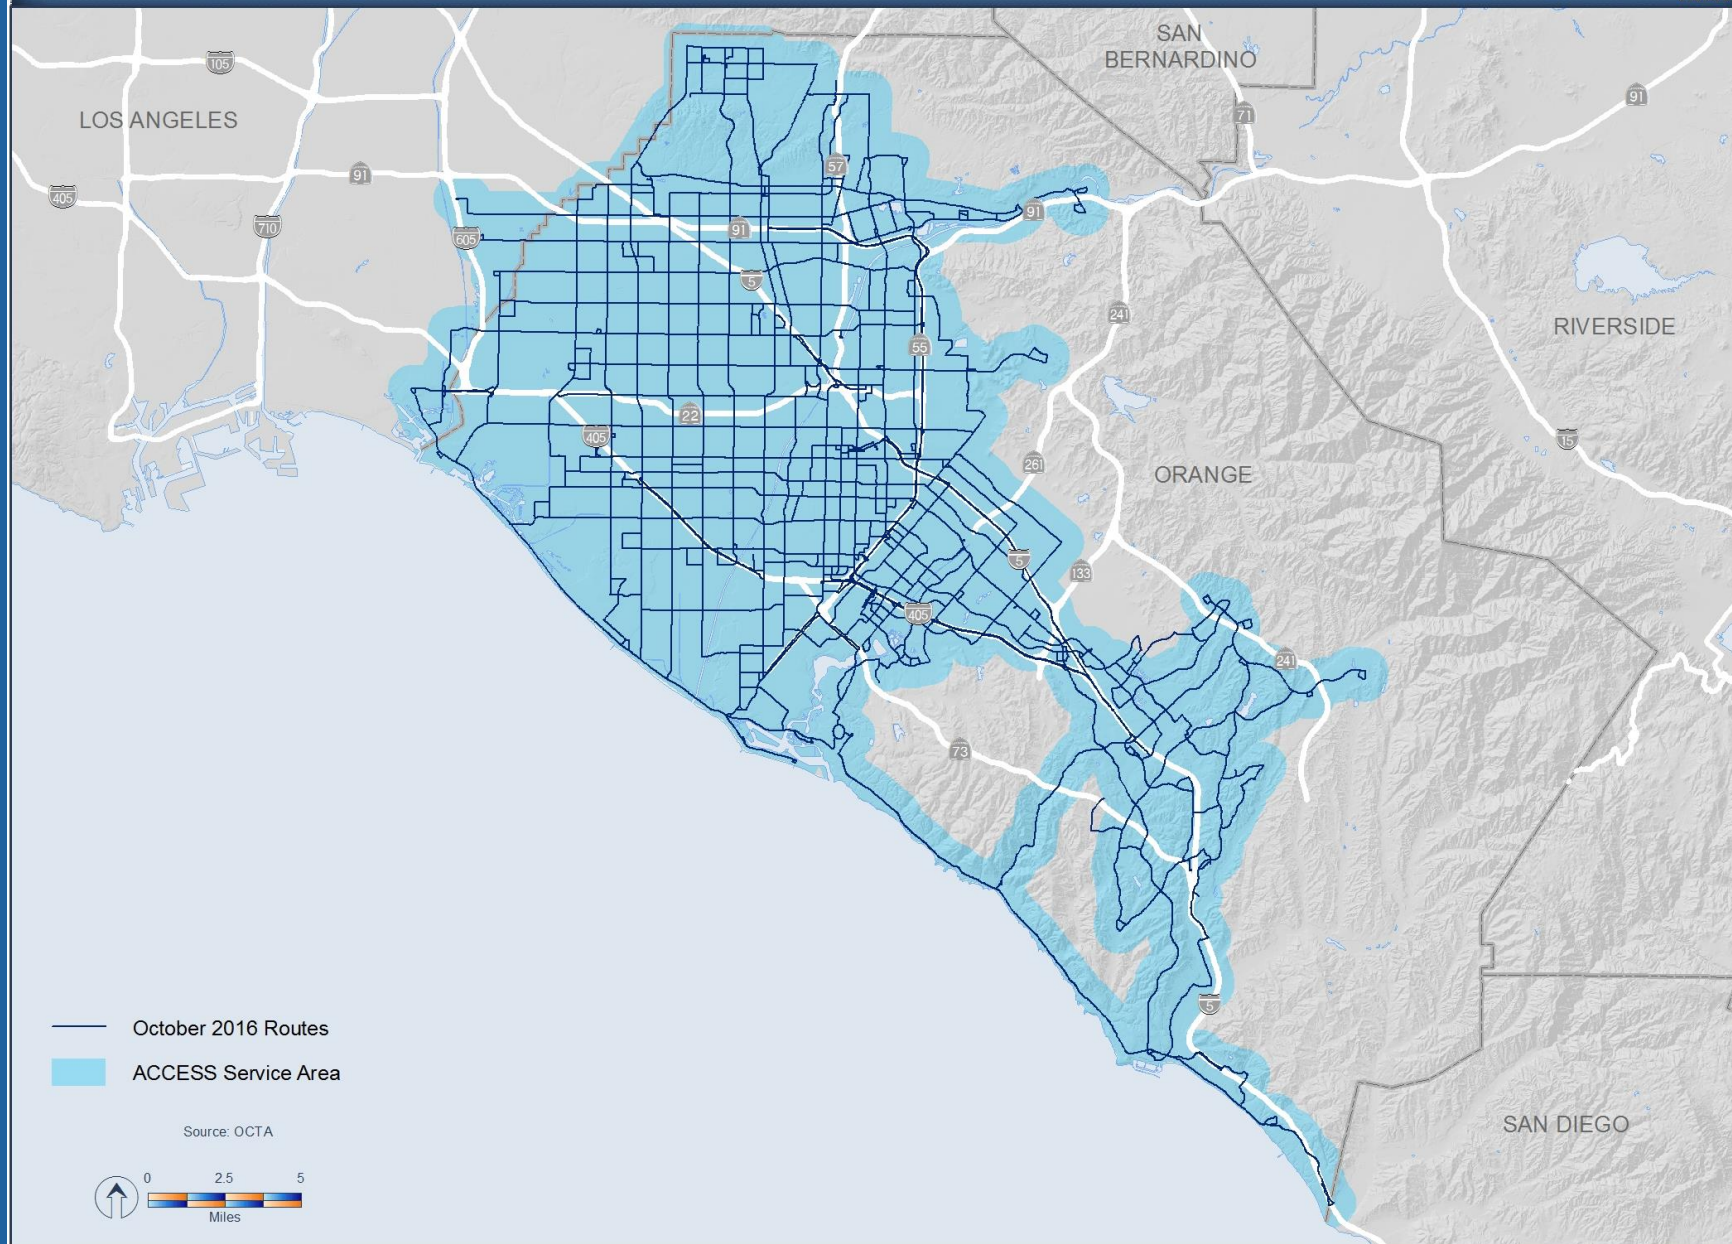 SAN
BERNARDINO
105
LOS ANGELES
91
71
57
91
405
91
710
91
605
5
241
RIVERSIDE
55
22
405
15
261
ORANGE
5
133
405
241
73
5
October 2016 Routes
ACCESS Service Area
SAN DIEGO
Source: OCTA
0 2.5 5
Miles